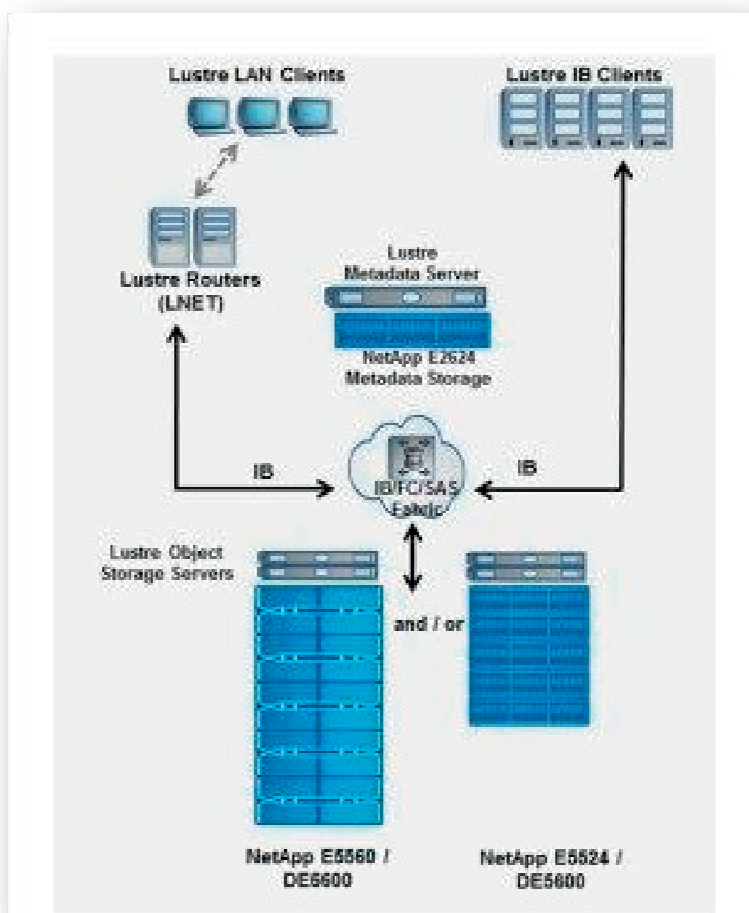 Lustre LAN Clients
Lustre IB Clients
Lustre Routers
(LNET)
Lustre
Metadata Server
NetApp E2624
Metadata Storage
IB
IB
IB/FC/SAS
Fabric
Lustre Object
Storage Servers
and / or
NetApp E5560 /
DE6600
NetApp E5524 /
DE5600